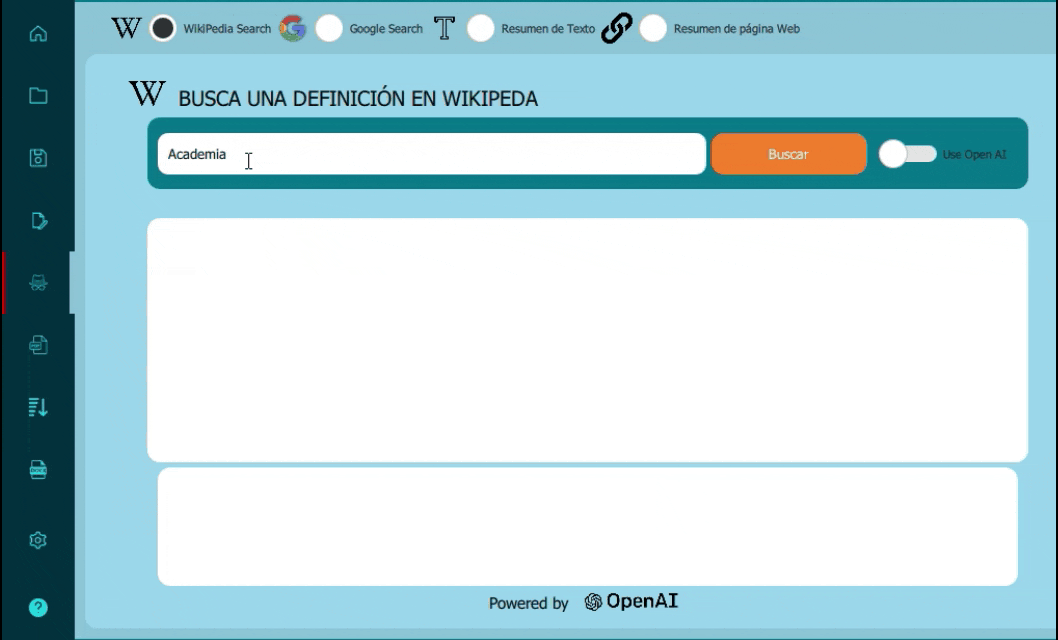 W WikiPedia Search Google Search T Resumen de Texto Resumen de página Web
W BUSCA UNA DEFINICIÓN EN WIKIPEDA
Academia Buscar Use Open AI
Powered by OpenAI